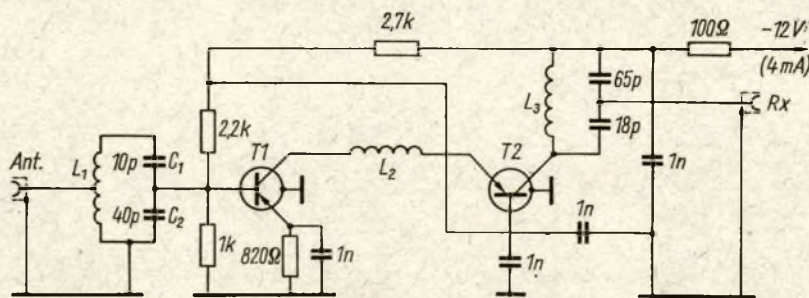 2,7k
100Ω
-12V
(4mA)
65p
L3
Rx
2,2k
18p
Ant.
L1
10p
C1
T1
T2
L2
1n
40p
C2
1n
1k
820Ω
1n
1n